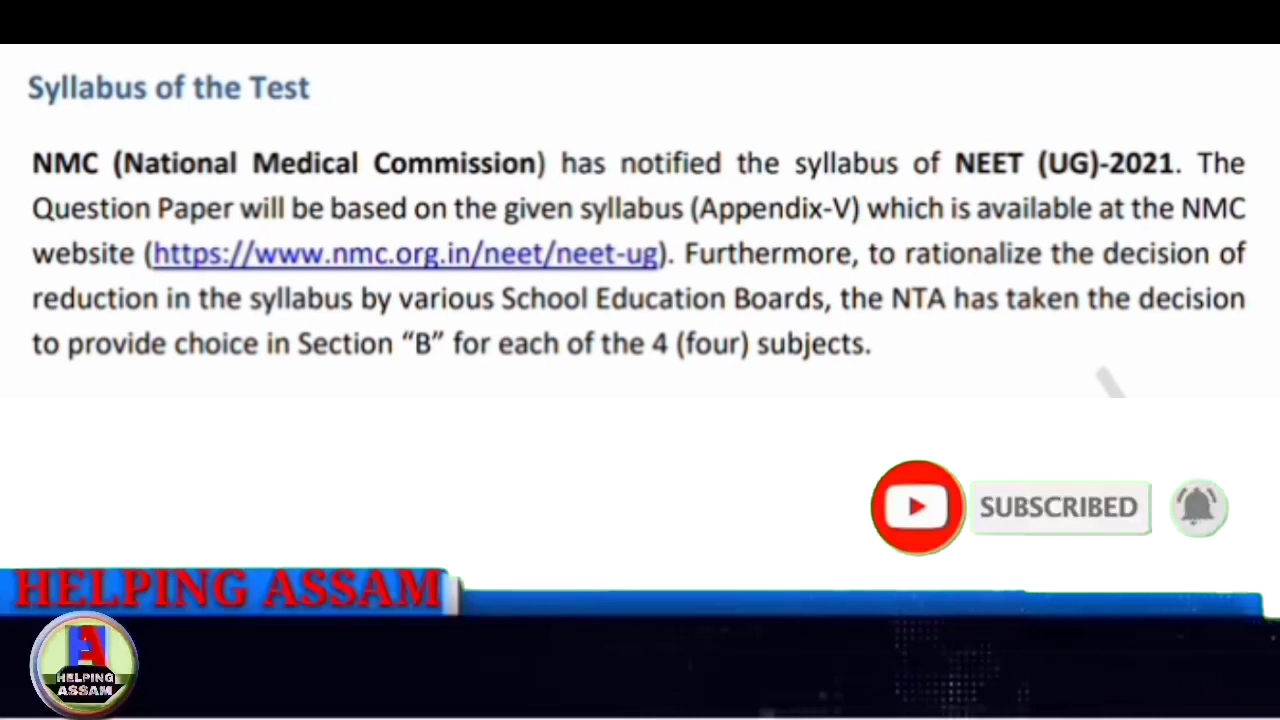 Syllabus of the Test
NMC (National Medical Commission) has notified the syllabus of NEET (UG)-2021. The
Question Paper will be based on the given syllabus (Appendix-V) which is available at the NMC
website (https://www.nmc.org.in/neet/neet-ug). Furthermore, to rationalize the decision of
reduction in the syllabus by various School Education Boards, the NTA has taken the decision
to provide choice in Section “B” for each of the 4 (four) subjects.
SUBSCRIBED
HELPING ASSAM
HA
HELPING
ASSAM